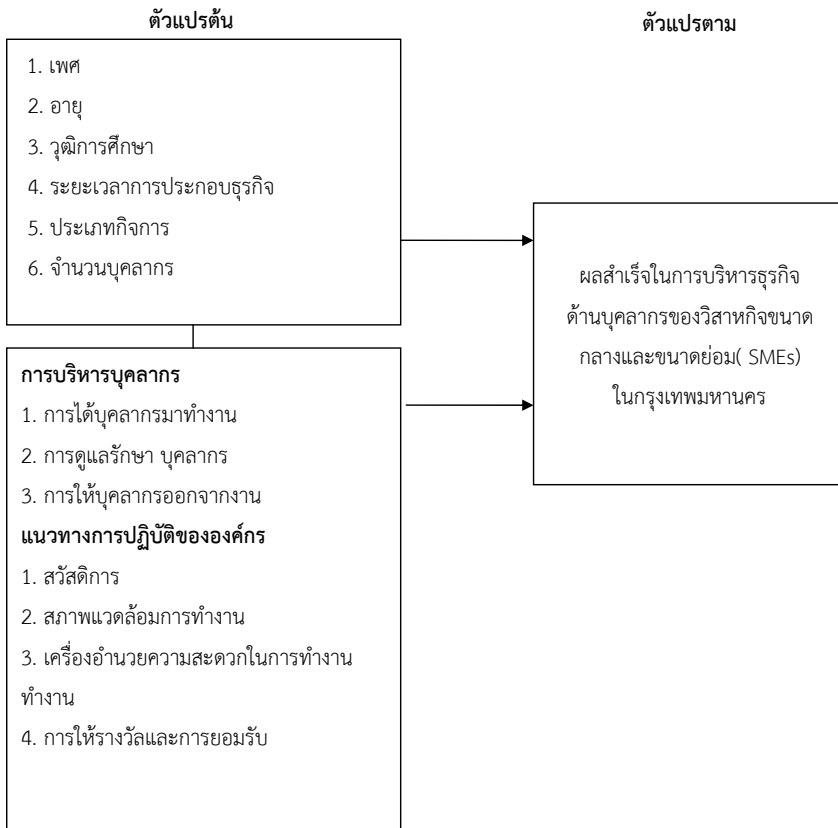 ตัวแปรต้น
1. เพศ
2. อายุ
3. วุฒิการศึกษา
4. ระยะเวลาการประกอบธุรกิจ
5. ประเภทกิจการ
6. จำนวนบุคลากร
การบริหารบุคลากร
1. การได้บุคลากรมาทำงาน
2. การดูแลรักษา บุคลากร
3. การให้บุคลากรออกจากงาน
แนวทางการปฏิบัติขององค์กร
1. สวัสดิการ
2. สภาพแวดล้อมการทำงาน
3. เครื่องอำนวยความสะดวกในการทำงาน
ทำงาน
4. การให้รางวัลและการยอมรับ
ตัวแปรตาม
ผลสำเร็จในการบริหารธุรกิจ
ด้านบุคลากรของวิสาหกิจขนาด
กลางและขนาดย่อม( SMEs)
ในกรุงเทพมหานคร